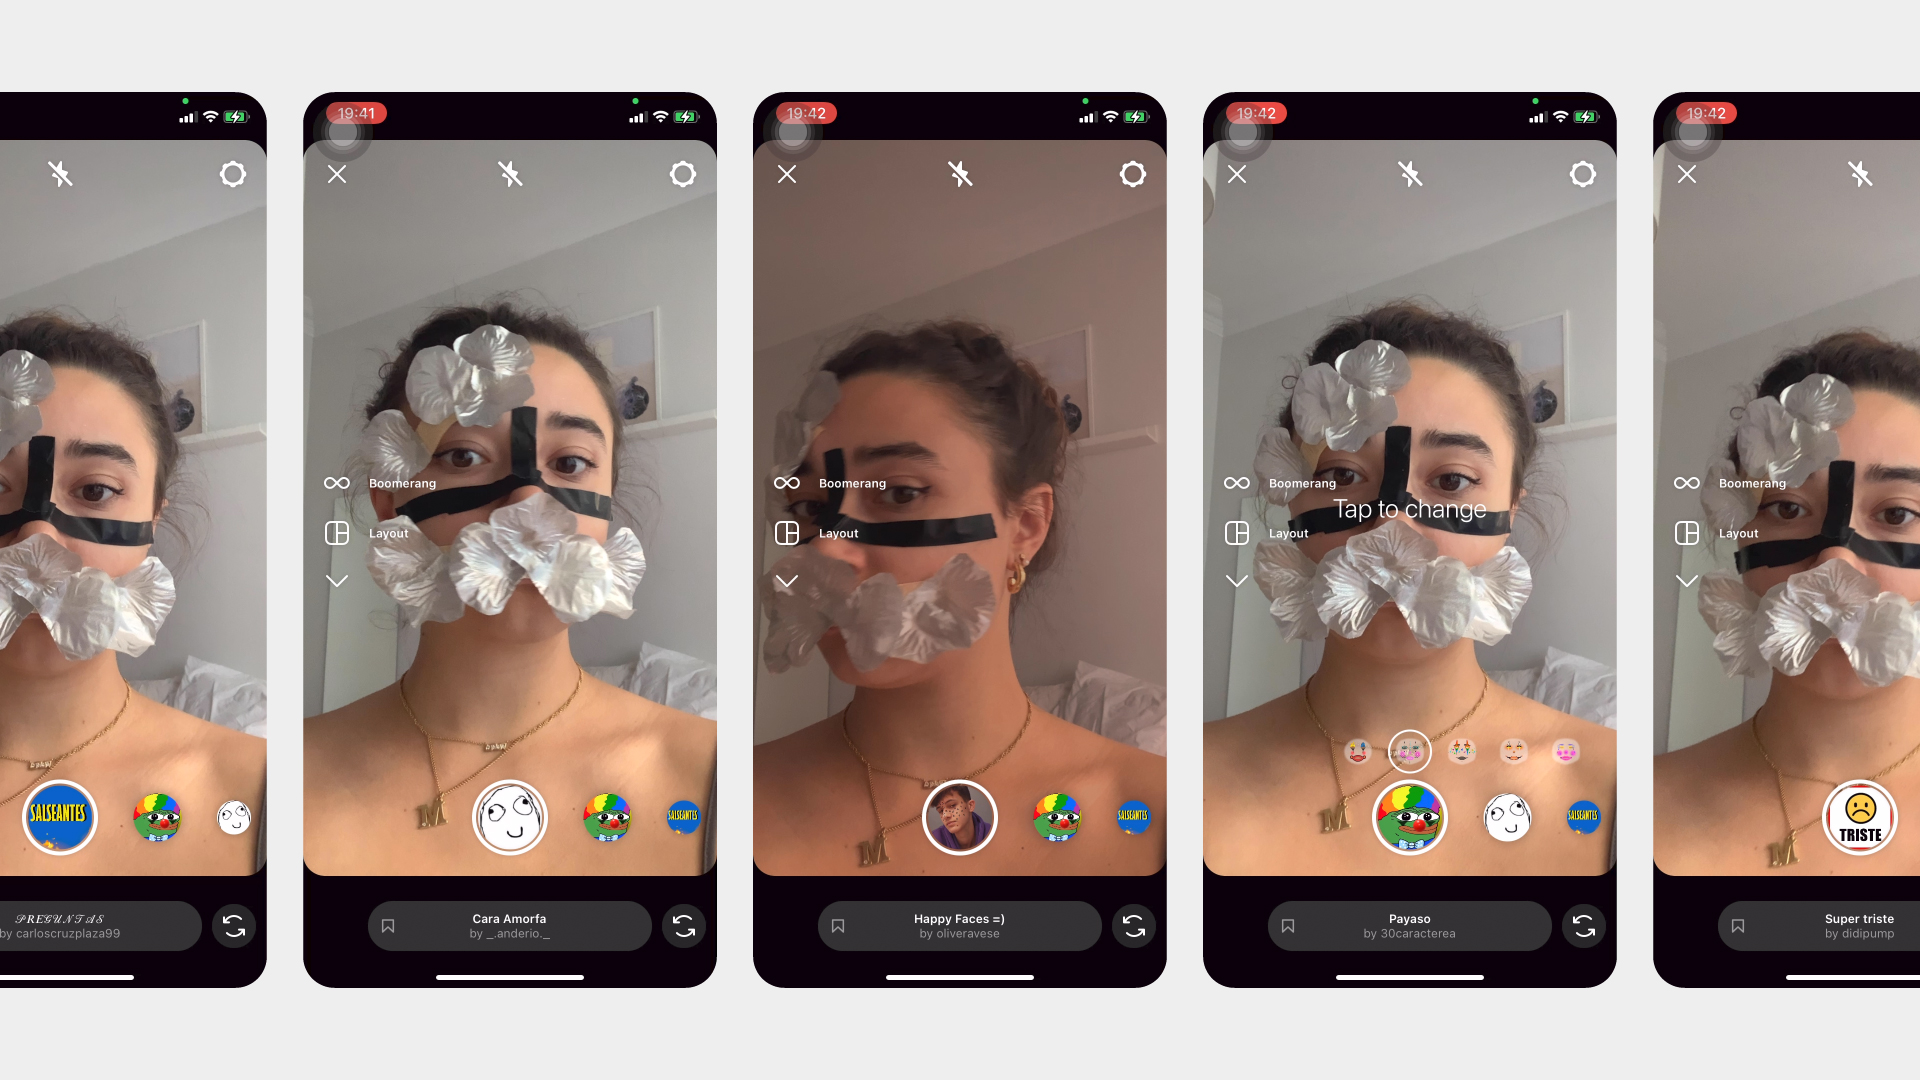 SALSEANTES
𝒫REGUNTAS
by carloscruzplaza99
19:41
Boomerang
Layout
SALSEANTES
Cara Amorfa
by _.anderio._
19:42
Boomerang
Layout
SALSEANTES
Happy Faces =)
by oliveravese
19:42
Boomerang
Tap to change
Layout
SALSEANTES
Payaso
by 30caracterea
19:42
Boomerang
Layout
TRISTE
Super triste
by didipump